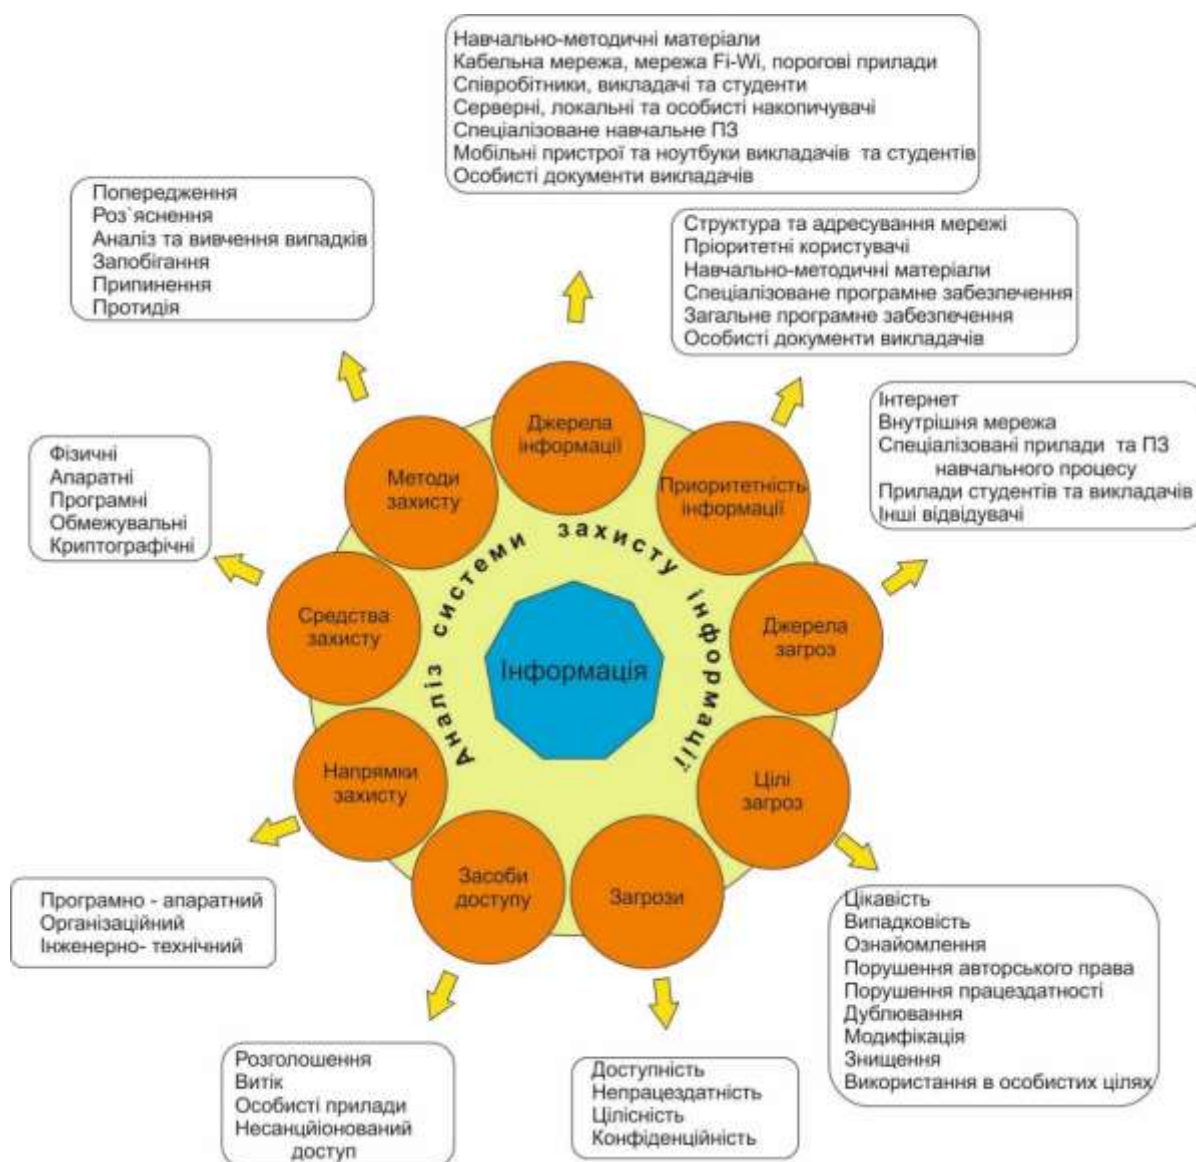 Навчально-методичні матеріали
Кабельна мережа, мережа Fi-Wi, порогові прилади
Співробітники, викладачі та студенти
Серверні, локальні та особисті накопичувачі
Спеціалізоване навчальне ПЗ
Мобільні пристрої та ноутбуки викладачів та студентів
Особисті документи викладачів
Попередження
Роз`яснення
Аналіз та вивчення випадків
Запобігання
Припинення
Протидія
Структура та адресування мережі
Пріоритетні користувачі
Навчально-методичні матеріали
Спеціалізоване програмне забезпечення
Загальне програмне забезпечення
Особисті документи викладачів
Інтернет
Внутрішня мережа
Спеціалізовані прилади та ПЗ
навчального процесу
Прилади студентів та викладачів
Інші відвідувачі
Фізичні
Апаратні
Програмні
Обмежувальні
Криптографічні
Джерела
інформації
Методи
захисту
Приоритетність
інформації
Средства
захисту
Джерела
загроз
Аналіз системи захисту інформації
Інформація
Напрямки
захисту
Цілі
загроз
Засоби
доступу
Загрози
Програмно - апаратний
Організаційний
Інженерно- технічний
Цікавість
Випадковість
Ознайомлення
Порушення авторського права
Порушення працездатності
Дублювання
Модифікація
Знищення
Використання в особистих цілях
Розголошення
Витік
Особисті прилади
Несанційіонований
доступ
Доступність
Непрацездатність
Цілісність
Конфіденційність